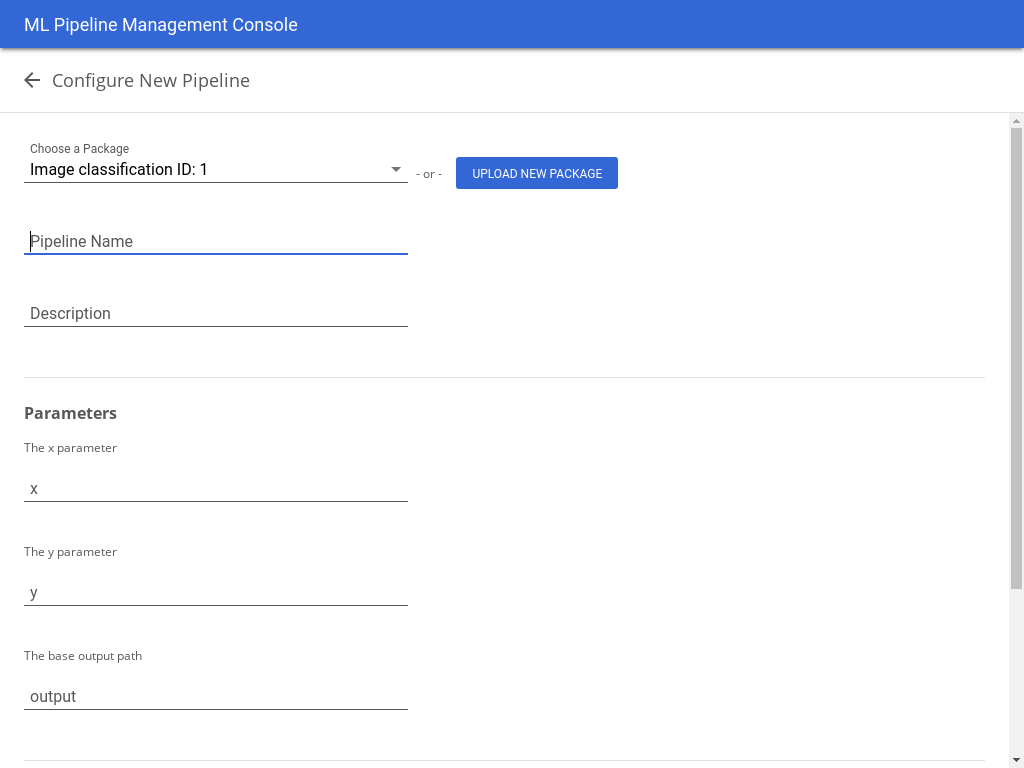 ML Pipeline Management Console
Configure New Pipeline
Choose a Package
Image classification ID: 1
- or -
UPLOAD NEW PACKAGE
Pipeline Name
Description
Parameters
The x parameter
x
The y parameter
y
The base output path
output